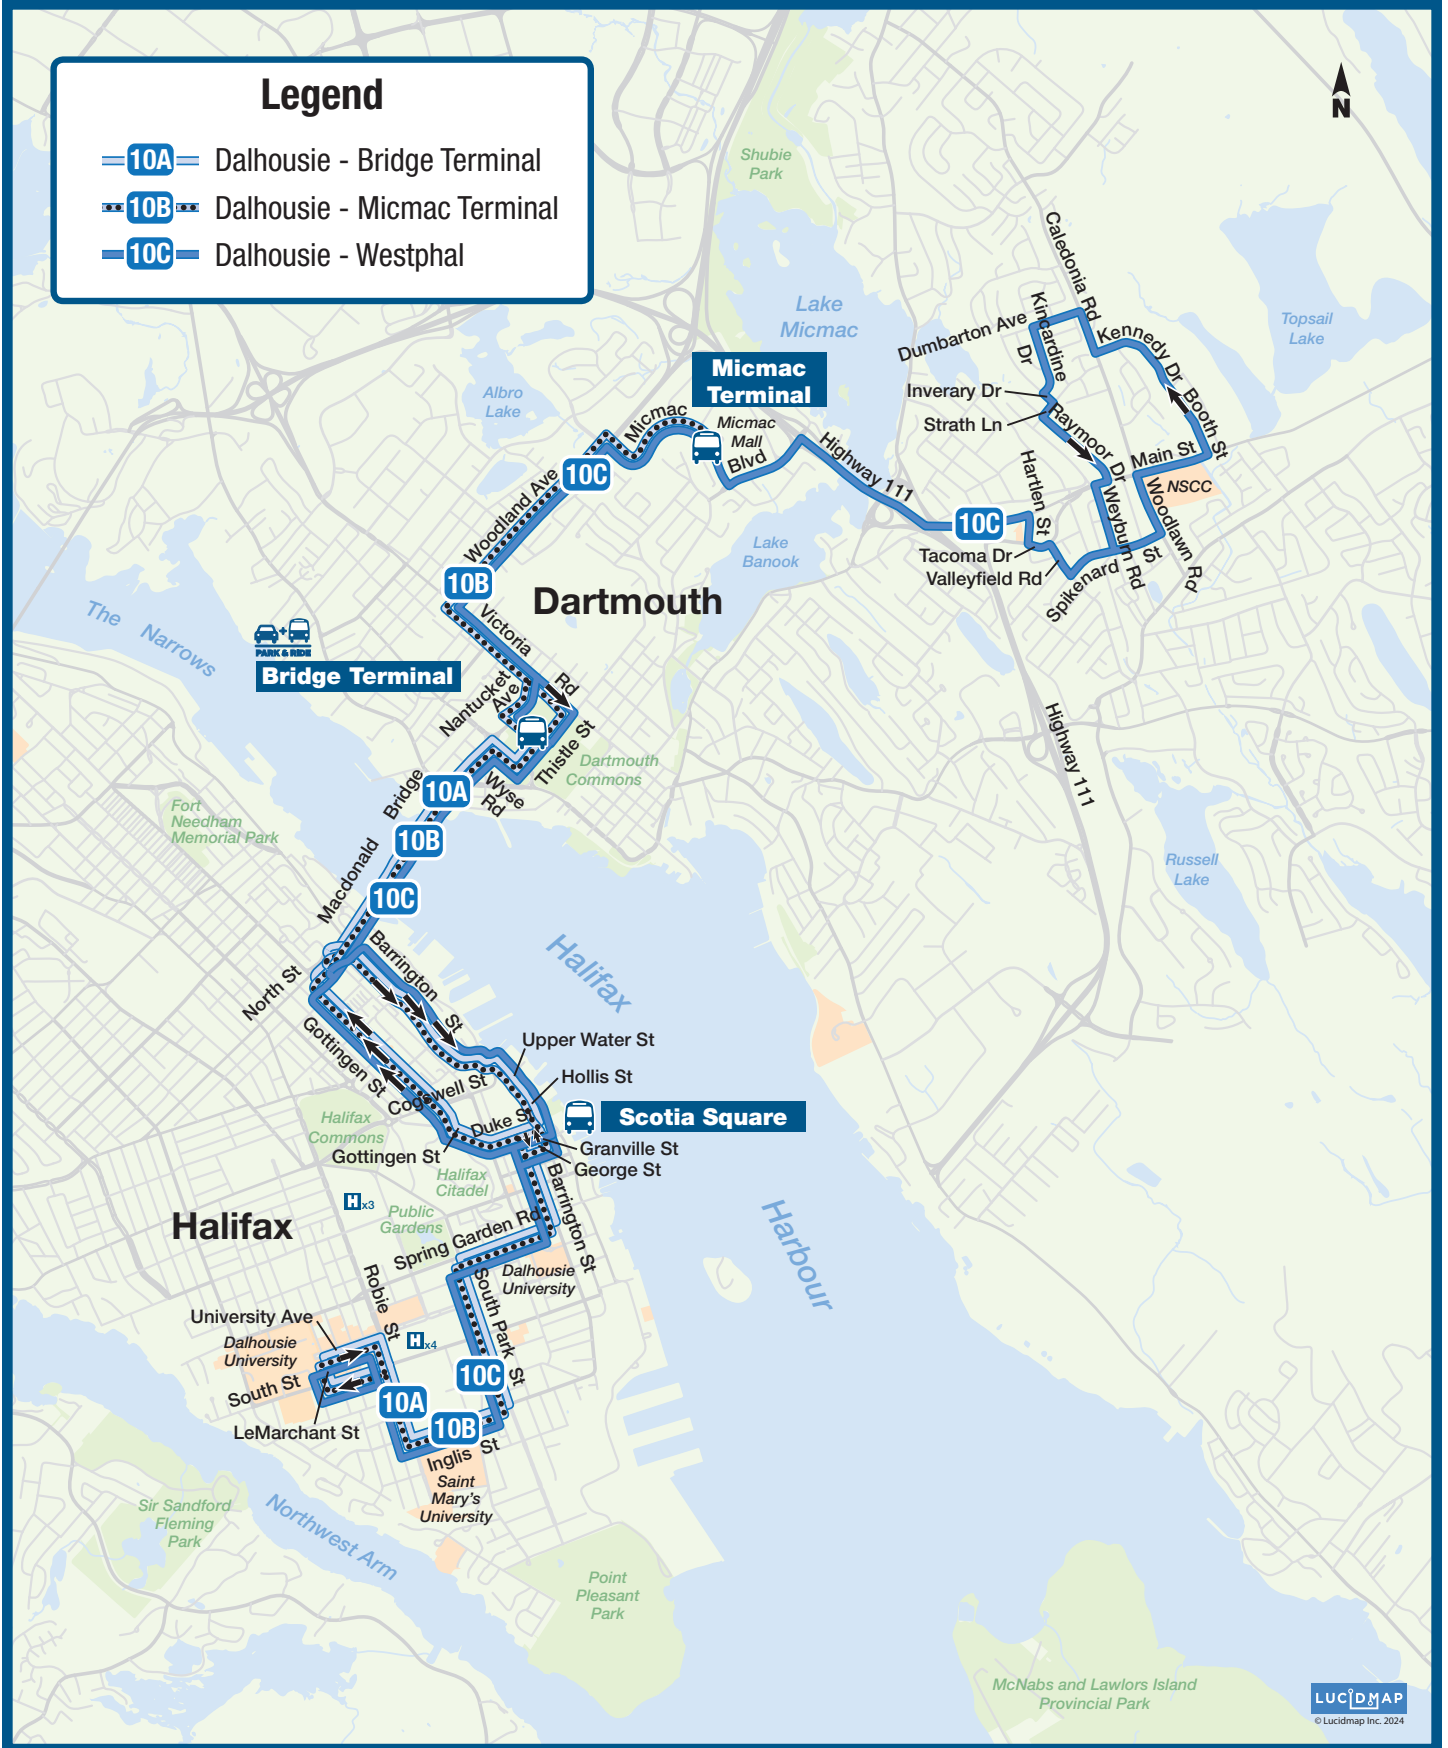 Legend
10A Dalhousie - Bridge Terminal
10B Dalhousie - Micmac Terminal
10C Dalhousie - Westphal
N
Shubie
Park
Lake
Micmac
Caledonia Rd
Topsail
Lake
Kincardine
Dr
Dumbarton Ave
Kennedy Dr
Micmac
Terminal
Albro
Lake
Inverary Dr
Booth St
Strath Ln
Raymoor Dr
Micmac
Blvd
Micmac
Mall
Highway 111
Main St
Hartlen St
NSCC
10C
Woodland Ave
Weyburn Rd
Woodlawn Rd
10C
Lake
Banook
Tacoma Dr
Valleyfield Rd
Spikenard St
10B
Dartmouth
The Narrows
Victoria Rd
PARK & RIDE
Bridge Terminal
Nantucket
Ave
Thistle St
Highway 111
Dartmouth
Commons
Wyse
Rd
10A
Macdonald Bridge
Fort
Needham
Memorial Park
10B
Russell
Lake
10C
Barrington St
Halifax
North St
Gottingen St
Upper Water St
Hollis St
Cogswell St
Scotia Square
Halifax
Commons
Duke St
Gottingen St
Granville St
George St
Halifax
Citadel
Barrington St
H x3
Public
Gardens
Halifax
Spring Garden Rd
Harbour
Dalhousie
University
Robie St
South Park St
University Ave
H x4
Dalhousie
University
South St
10C
10A
LeMarchant St
10B
Inglis St
Saint
Mary's
University
Sir Sandford
Fleming
Park
Northwest Arm
Point
Pleasant
Park
McNabs and Lawlors Island
Provincial Park
LUCIDMAP
© Lucidmap Inc. 2024